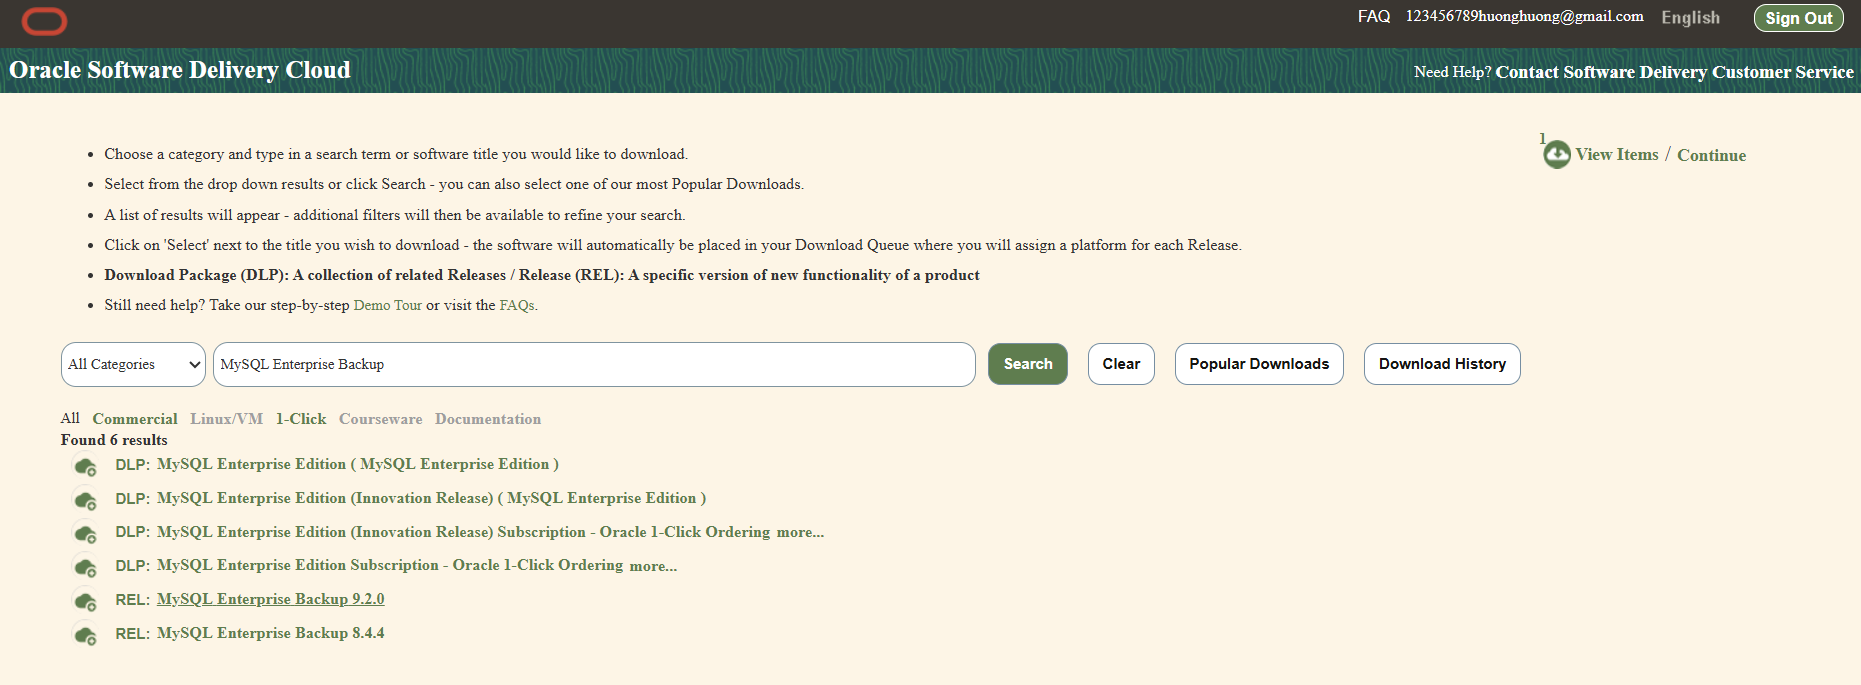 FAQ 123456789huonghuong@gmail.com English Sign Out
Oracle Software Delivery Cloud
Need Help? Contact Software Delivery Customer Service
1
View Items / Continue
• Choose a category and type in a search term or software title you would like to download.
• Select from the drop down results or click Search - you can also select one of our most Popular Downloads.
• A list of results will appear - additional filters will then be available to refine your search.
• Click on 'Select' next to the title you wish to download - the software will automatically be placed in your Download Queue where you will assign a platform for each Release.
• Download Package (DLP): A collection of related Releases / Release (REL): A specific version of new functionality of a product
• Still need help? Take our step-by-step Demo Tour or visit the FAQs.
All Categories MySQL Enterprise Backup Search Clear Popular Downloads Download History
All Commercial Linux/VM 1-Click Courseware Documentation
Found 6 results
DLP: MySQL Enterprise Edition ( MySQL Enterprise Edition )
DLP: MySQL Enterprise Edition (Innovation Release) ( MySQL Enterprise Edition )
DLP: MySQL Enterprise Edition (Innovation Release) Subscription - Oracle 1-Click Ordering more...
DLP: MySQL Enterprise Edition Subscription - Oracle 1-Click Ordering more...
REL: MySQL Enterprise Backup 9.2.0
REL: MySQL Enterprise Backup 8.4.4